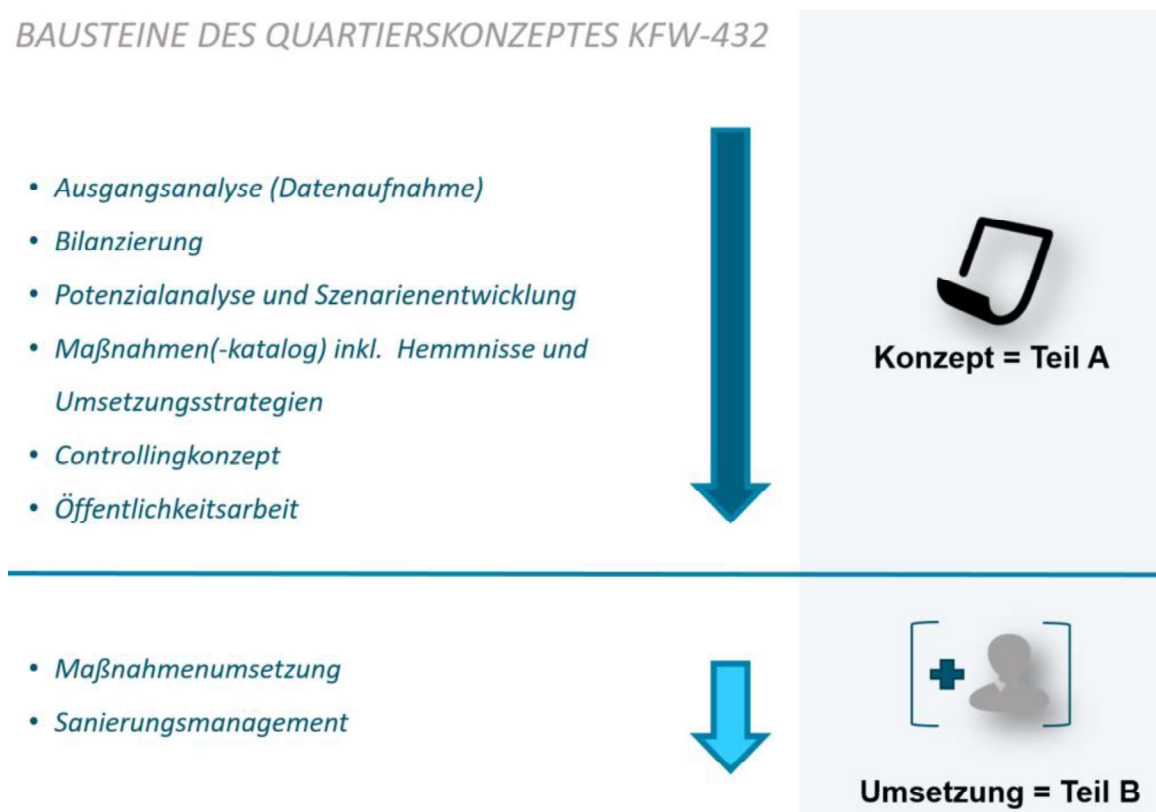 BAUSTEINE DES QUARTIERSKONZEPTES KFW-432
• Ausgangsanalyse (Datenaufnahme)
• Bilanzierung
• Potenzialanalyse und Szenarienentwicklung
• Maßnahmen(-katalog) inkl. Hemmnisse und
Umsetzungsstrategien
• Controllingkonzept
• Öffentlichkeitsarbeit
Konzept = Teil A
• Maßnahmenumsetzung
• Sanierungsmanagement
Umsetzung = Teil B